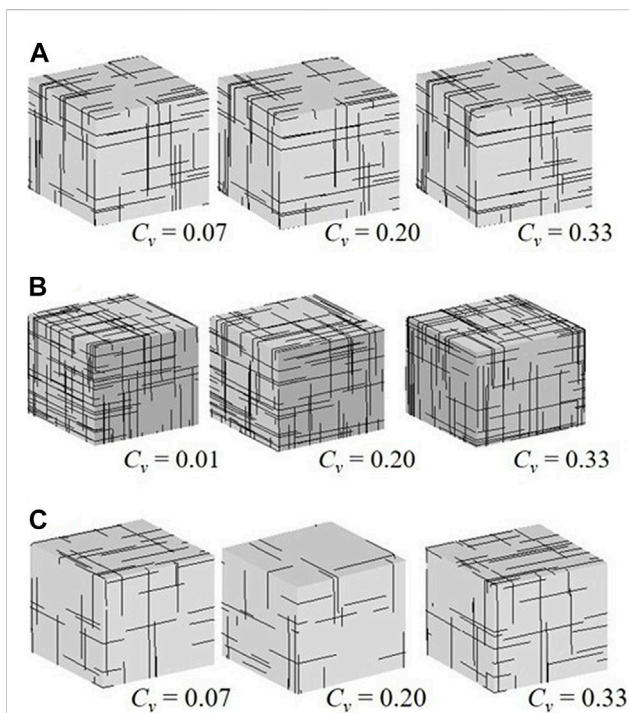 A
Cv = 0.07
Cv = 0.20
Cv = 0.33
B
Cv = 0.01
Cv = 0.20
Cv = 0.33
C
Cv = 0.07
Cv = 0.20
Cv = 0.33